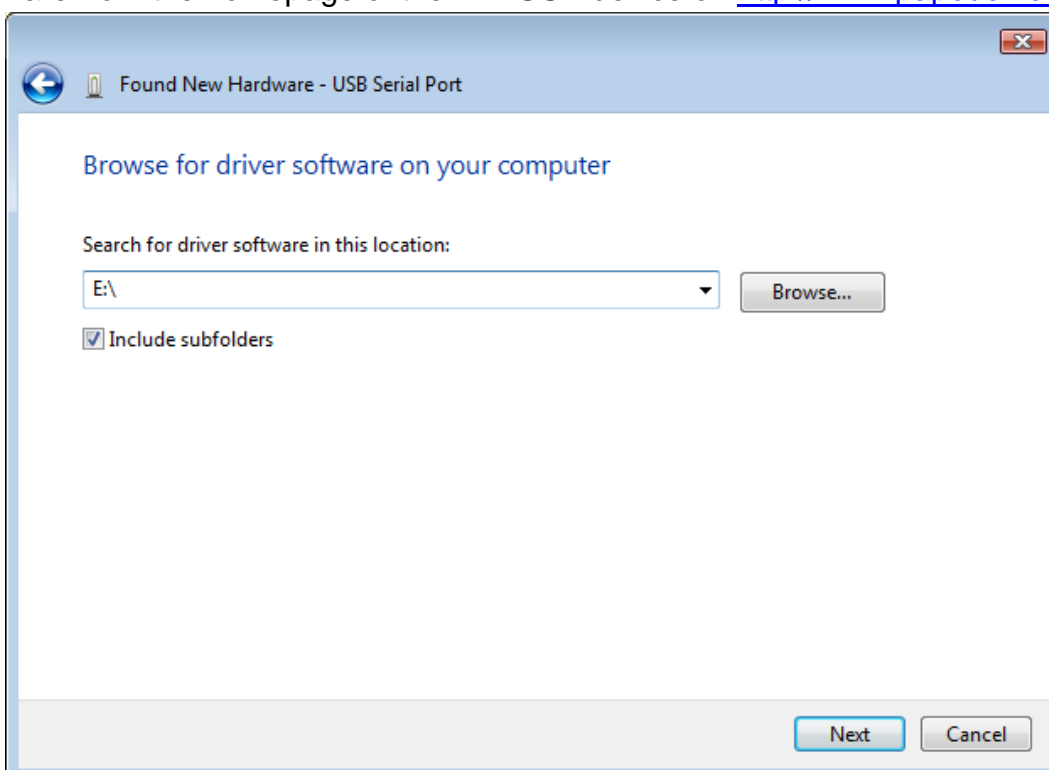 Found New Hardware - USB Serial Port
Browse for driver software on your computer
Search for driver software in this location:
E:\
Browse...
Include subfolders
Next
Cancel